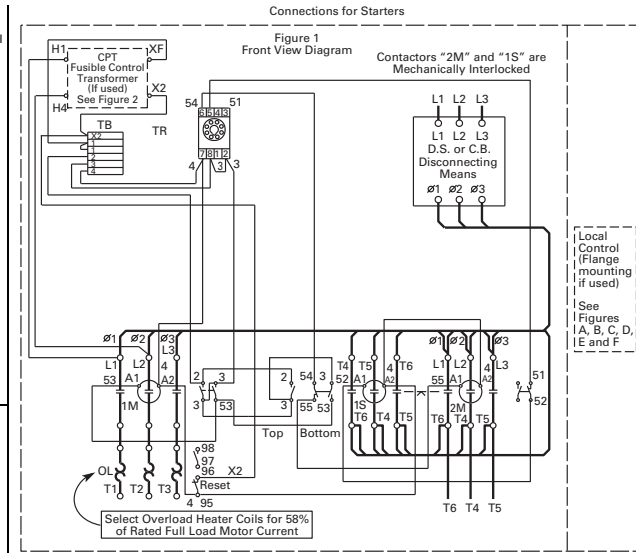 Connections for Starters
Figure 1
Front View Diagram
Contactors "2M" and "1S" are
Mechanically Interlocked
H1 XF
CPT
Fusible Control
Transformer
(If used)
See Figure 2
X2
H4
TB
TR
X2
1
1
2
3
4
54 51
6 5 4 3
7 8 1 2
4 3 3
L1 L2 L3
L1 L2 L3
D.S. or C.B.
Disconnecting
Means
ø1 ø2 ø3
Local
Control
(Flange
mounting
if used)
See
Figures
A, B, C, D,
E and F
ø1 ø2 ø3
L1 L2 L3
53 A1 A2 4
1M
2 3
3 53
2
3
54 3
55 53
Top Bottom
T4 T5 T6
52 A1 A2 4
1S
T6 T4 T5
ø1 ø2 ø3
L1 L2 L3
55 A1 A2 4
2M
T6 T4 T5
51
52
OL
T1 T2 T3
98
97
96 X2
Reset
4 95
T6 T4 T5
Select Overload Heater Coils for 58%
of Rated Full Load Motor Current